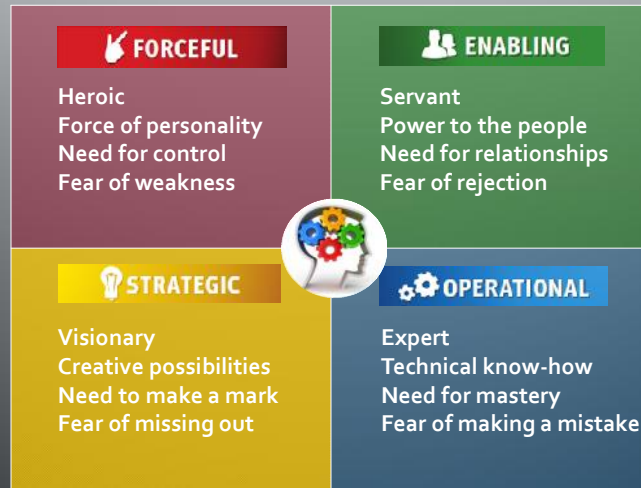 FORCEFUL
Heroic
Force of personality
Need for control
Fear of weakness
ENABLING
Servant
Power to the people
Need for relationships
Fear of rejection
STRATEGIC
Visionary
Creative possibilities
Need to make a mark
Fear of missing out
OPERATIONAL
Expert
Technical know-how
Need for mastery
Fear of making a mistake